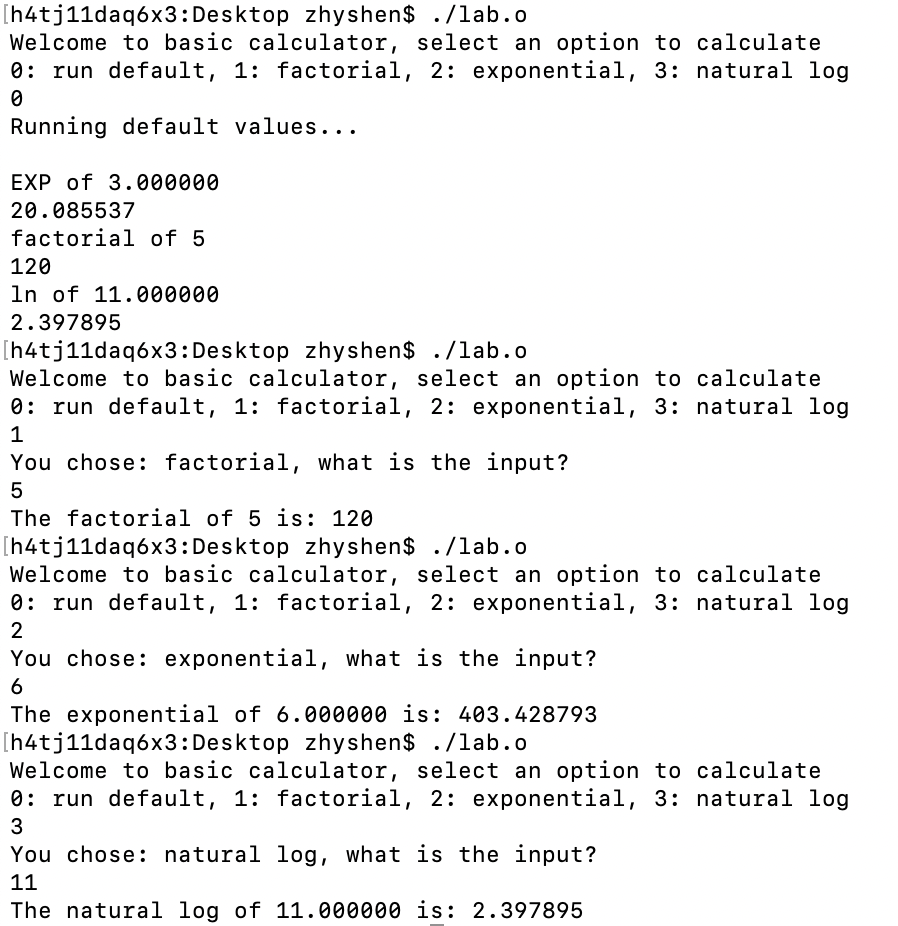 [h4tj11daq6x3:Desktop zhyshen$ ./lab.o
Welcome to basic calculator, select an option to calculate
0: run default, 1: factorial, 2: exponential, 3: natural log
0
Running default values...

EXP of 3.000000
20.085537
factorial of 5
120
ln of 11.000000
2.397895
[h4tj11daq6x3:Desktop zhyshen$ ./lab.o
Welcome to basic calculator, select an option to calculate
0: run default, 1: factorial, 2: exponential, 3: natural log
1
You chose: factorial, what is the input?
5
The factorial of 5 is: 120
[h4tj11daq6x3:Desktop zhyshen$ ./lab.o
Welcome to basic calculator, select an option to calculate
0: run default, 1: factorial, 2: exponential, 3: natural log
2
You chose: exponential, what is the input?
6
The exponential of 6.000000 is: 403.428793
[h4tj11daq6x3:Desktop zhyshen$ ./lab.o
Welcome to basic calculator, select an option to calculate
0: run default, 1: factorial, 2: exponential, 3: natural log
3
You chose: natural log, what is the input?
11
The natural log of 11.000000 is: 2.397895